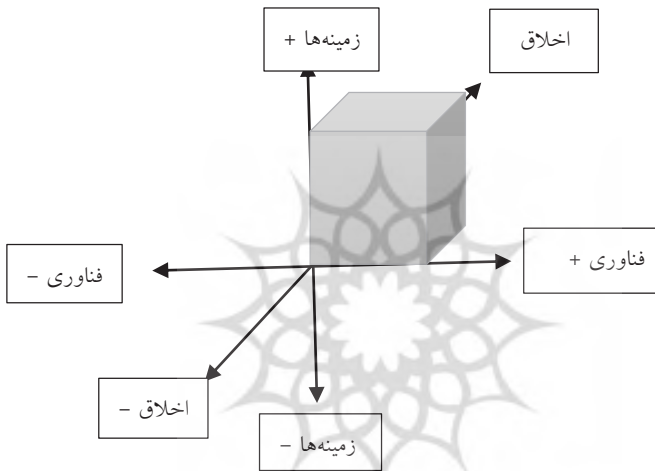 زمینه‌ها +
اخلاق
فناوری +
فناوری –
اخلاق –
زمینه‌ها –